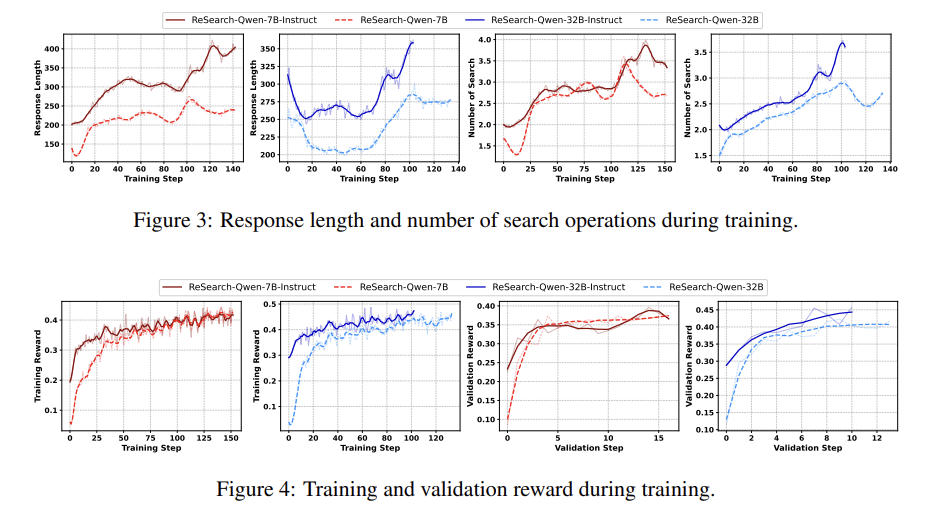 ReSearch-Qwen-7B-Instruct ReSearch-Qwen-7B ReSearch-Qwen-32B-Instruct ReSearch-Qwen-32B
Response Length
400
350
300
250
200
150
0 20 40 60 80 100 120 140
Training Step
Response Length
350
325
300
275
250
225
200
0 20 40 60 80 100 120 140
Training Step
Number of Search
4.0
3.5
3.0
2.5
2.0
1.5
0 25 50 75 100 125 150
Training Step
Number of Search
3.5
3.0
2.5
2.0
1.5
0 20 40 60 80 100 120 140
Training Step
Figure 3: Response length and number of search operations during training.
ReSearch-Qwen-7B-Instruct ReSearch-Qwen-7B ReSearch-Qwen-32B-Instruct ReSearch-Qwen-32B
Training Reward
0.4
0.3
0.2
0.1
0 25 50 75 100 125 150
Training Step
Training Reward
0.5
0.4
0.3
0.2
0.1
0 20 40 60 80 100 120
Training Step
Validation Reward
0.40
0.35
0.30
0.25
0.20
0.15
0.10
0 5 10 15
Validation Step
Validation Reward
0.45
0.40
0.35
0.30
0.25
0.20
0.15
0.10
0 2 4 6 8 10 12
Validation Step
Figure 4: Training and validation reward during training.